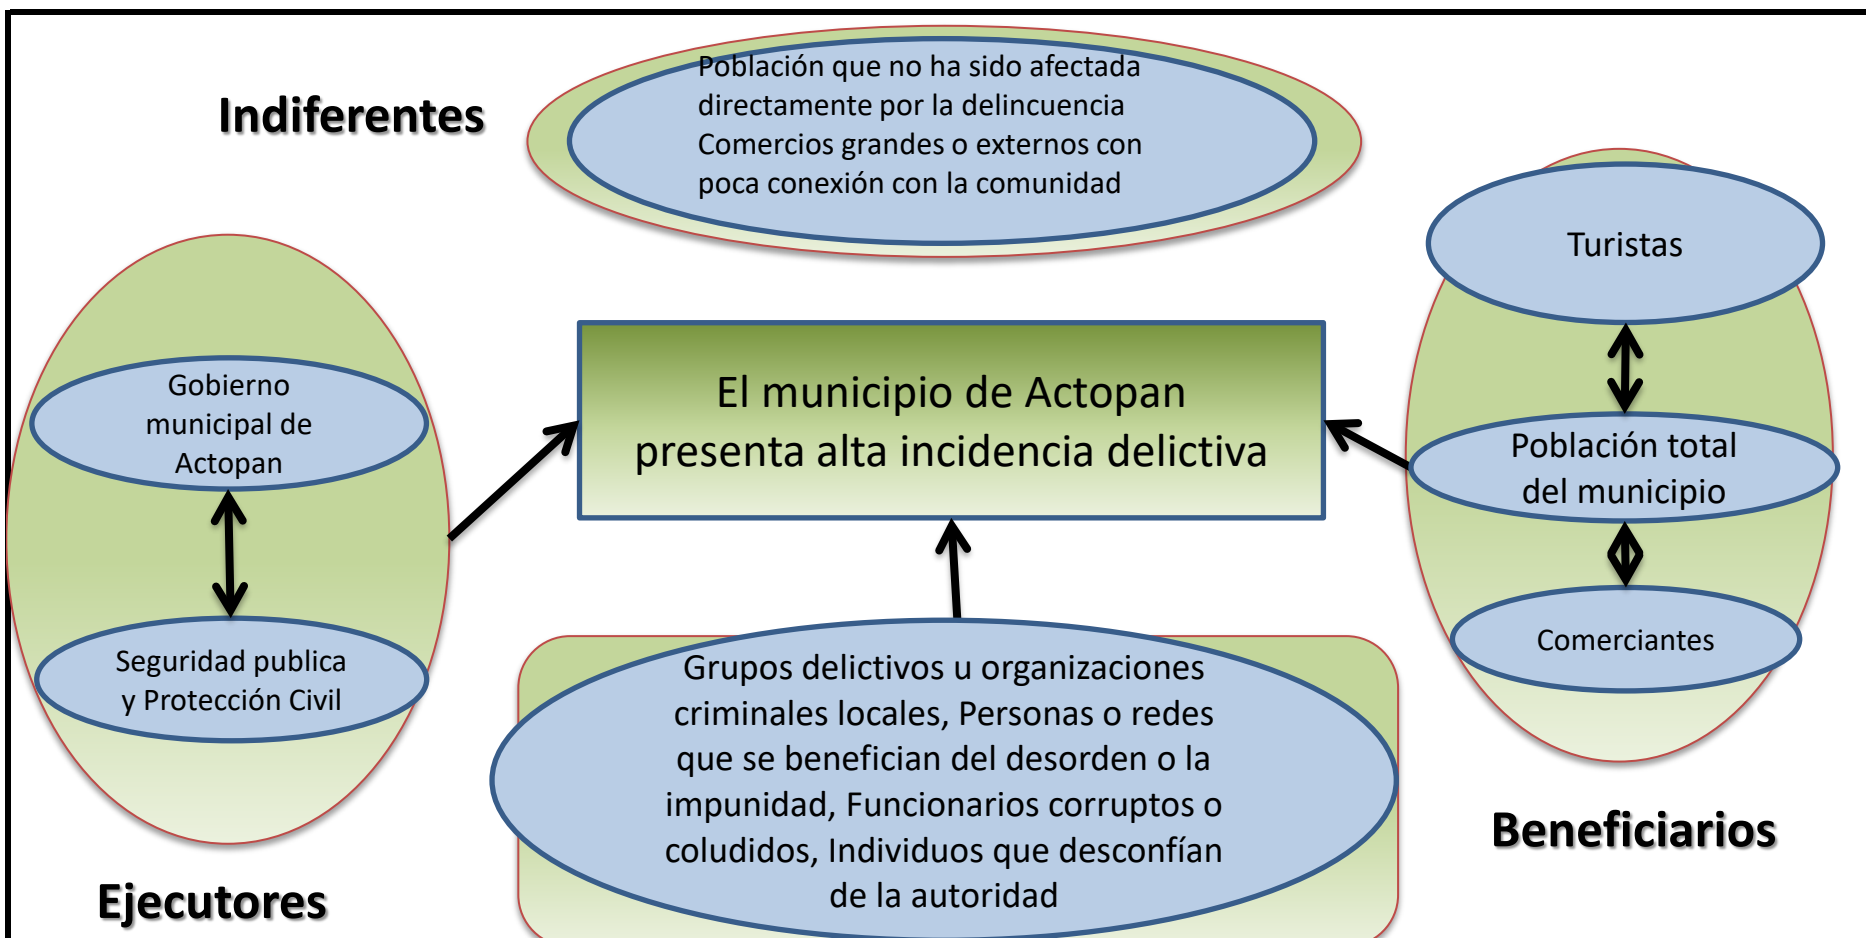 Indiferentes
Población que no ha sido afectada
directamente por la delincuencia
Comercios grandes o externos con
poca conexión con la comunidad
Turistas
Gobierno
municipal de
Actopan
El municipio de Actopan
presenta alta incidencia delictiva
Población total
del municipio
Seguridad publica
y Protección Civil
Comerciantes
Grupos delictivos u organizaciones
criminales locales, Personas o redes
que se benefician del desorden o la
impunidad, Funcionarios corruptos o
coludidos, Individuos que desconfían
de la autoridad
Beneficiarios
Ejecutores